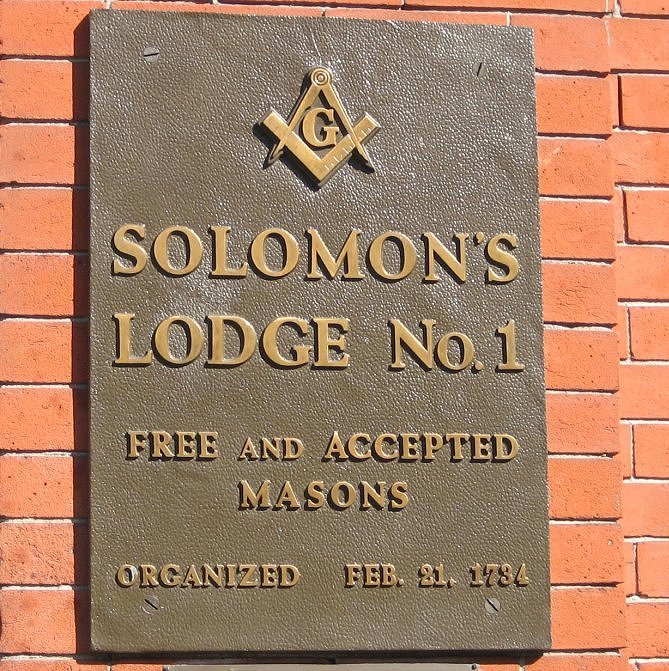 G
SOLOMON'S
LODGE No. 1
FREE AND ACCEPTED
MASONS
ORGANIZED FEB. 21. 1734